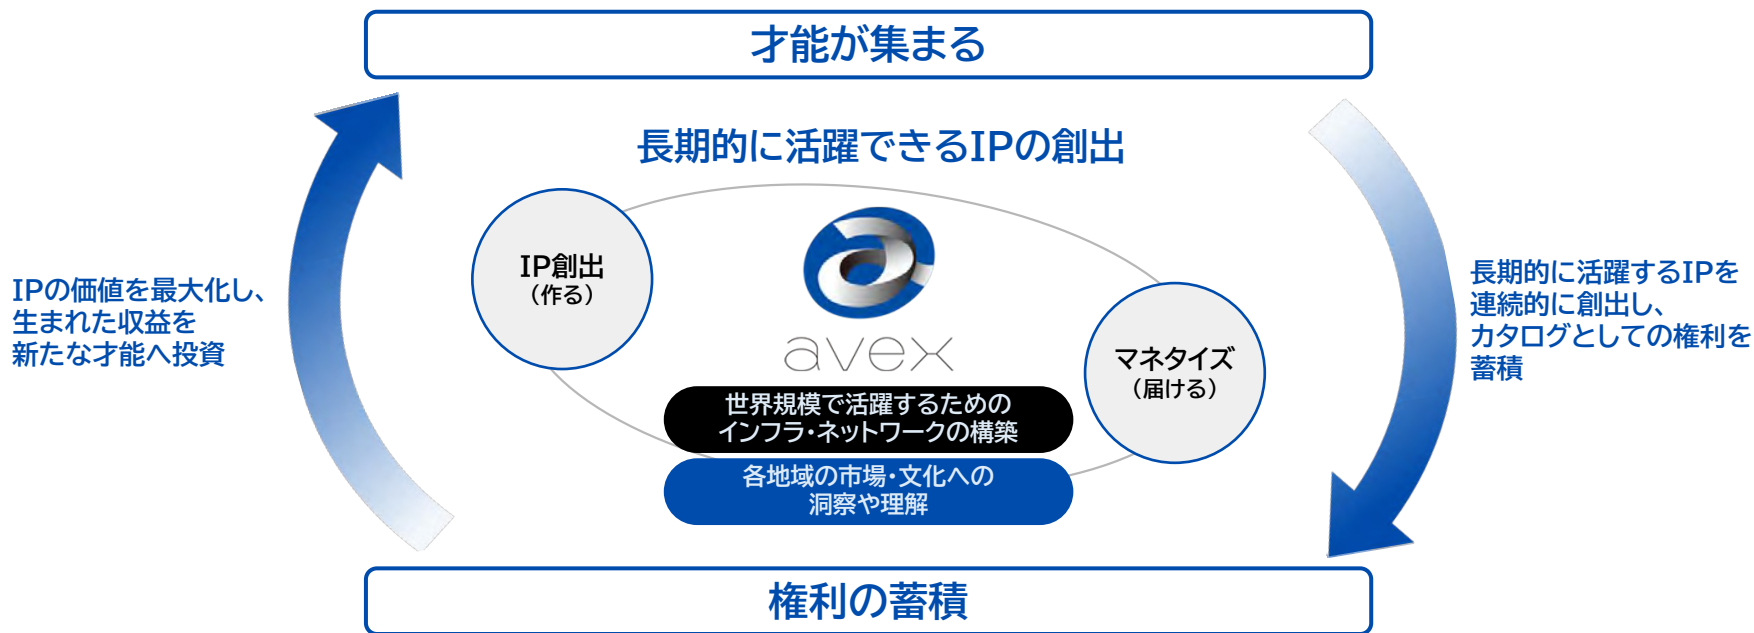 才能が集まる
長期的に活躍できるIPの創出
IP創出
（作る）
avex
IPの価値を最大化し、
生まれた収益を
新たな才能へ投資
長期的に活躍するIPを
連続的に創出し、
カタログとしての権利を
蓄積
マネタイズ
（届ける）
世界規模で活躍するための
インフラ・ネットワークの構築
各地域の市場・文化への
洞察や理解
権利の蓄積